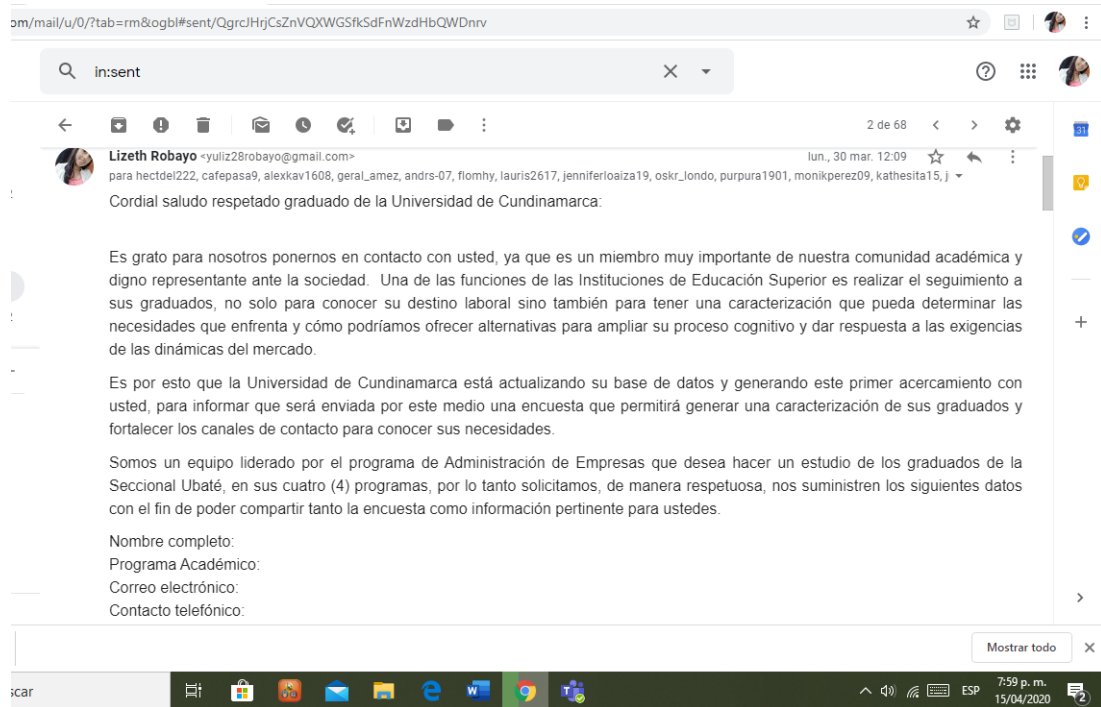 om/mail/u/0/?tab=rm&ogbl#sent/QgrcJHrjCsZnVQXWGSfkSdFnWzdHbQWDnrv
in:sent
2 de 68
31
Lizeth Robayo <yuliz28robayo@gmail.com>
lun., 30 mar. 12:09
para hectdel222, cafepasa9, alexkav1608, geral_amez, andrs-07, flomhy, lauris2617, jenniferloaiza19, oskr_londo, purpura1901, monikperez09, kathesita15, j
Cordial saludo respetado graduado de la Universidad de Cundinamarca:
Es grato para nosotros ponernos en contacto con usted, ya que es un miembro muy importante de nuestra comunidad académica y
digno representante ante la sociedad. Una de las funciones de las Instituciones de Educación Superior es realizar el seguimiento a
sus graduados, no solo para conocer su destino laboral sino también para tener una caracterización que pueda determinar las
necesidades que enfrenta y cómo podríamos ofrecer alternativas para ampliar su proceso cognitivo y dar respuesta a las exigencias
de las dinámicas del mercado.
Es por esto que la Universidad de Cundinamarca está actualizando su base de datos y generando este primer acercamiento con
usted, para informar que será enviada por este medio una encuesta que permitirá generar una caracterización de sus graduados y
fortalecer los canales de contacto para conocer sus necesidades.
Somos un equipo liderado por el programa de Administración de Empresas que desea hacer un estudio de los graduados de la
Seccional Ubaté, en sus cuatro (4) programas, por lo tanto solicitamos, de manera respetuosa, nos suministren los siguientes datos
con el fin de poder compartir tanto la encuesta como información pertinente para ustedes.
Nombre completo:
Programa Académico:
Correo electrónico:
Contacto telefónico:
Mostrar todo
scar
ESP
7:59 p. m.
15/04/2020
2